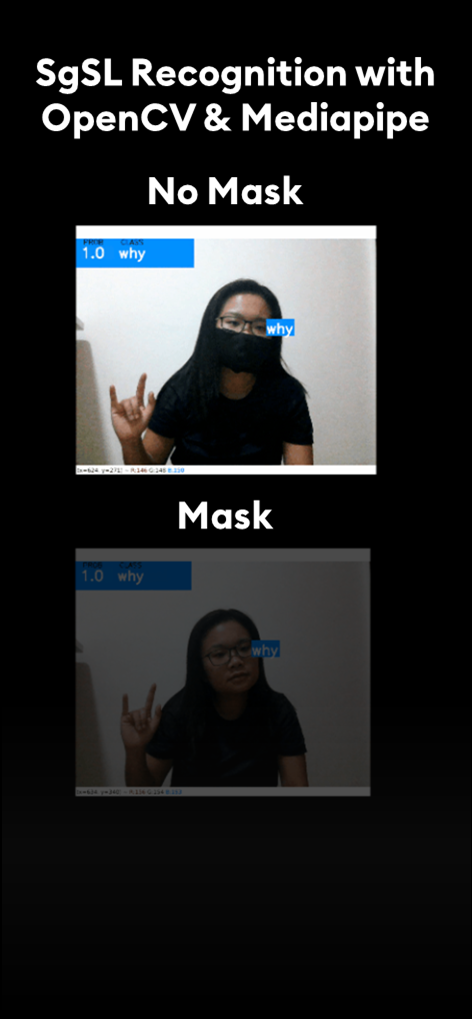 SgSL Recognition with
OpenCV & Mediapipe
No Mask
PROB CLASS
1.0 why
why
Mask
1.0 why
why